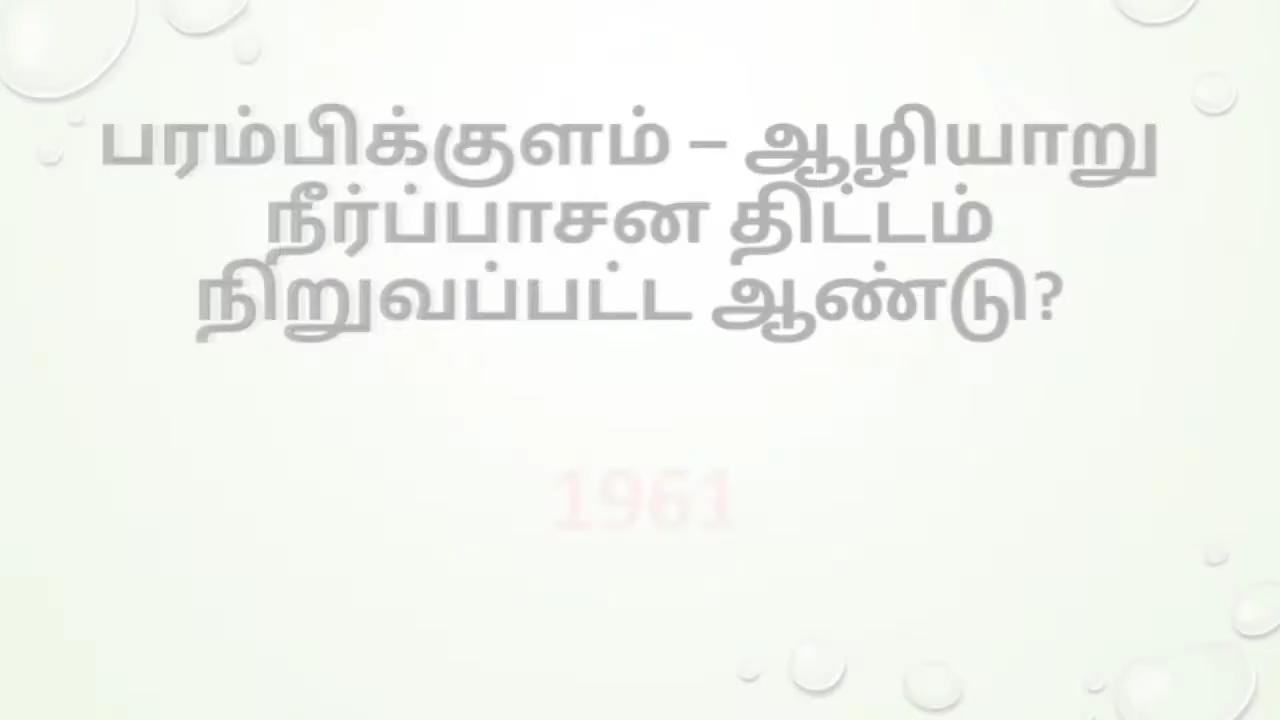 பரம்பிக்குளம் – ஆழியாறு
நீர்ப்பாசன திட்டம்
நிறுவப்பட்ட ஆண்டு?
1961